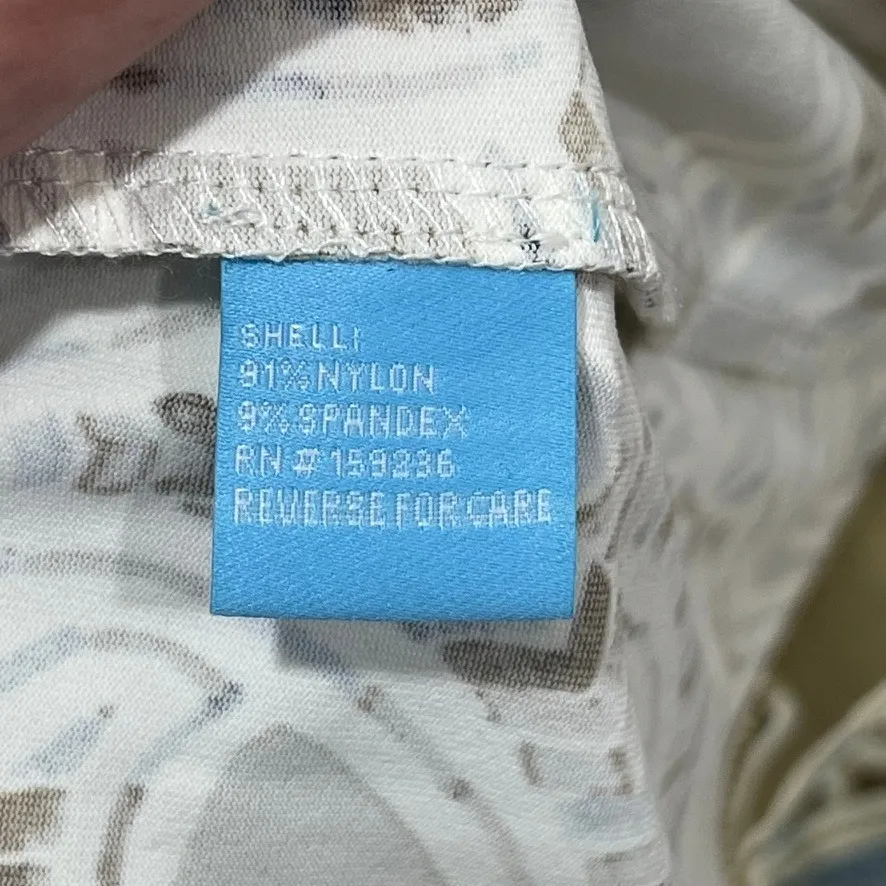 SHELL:
91% NYLON
9% SPANDEX
RN # 159236
REVERSE FOR CARE